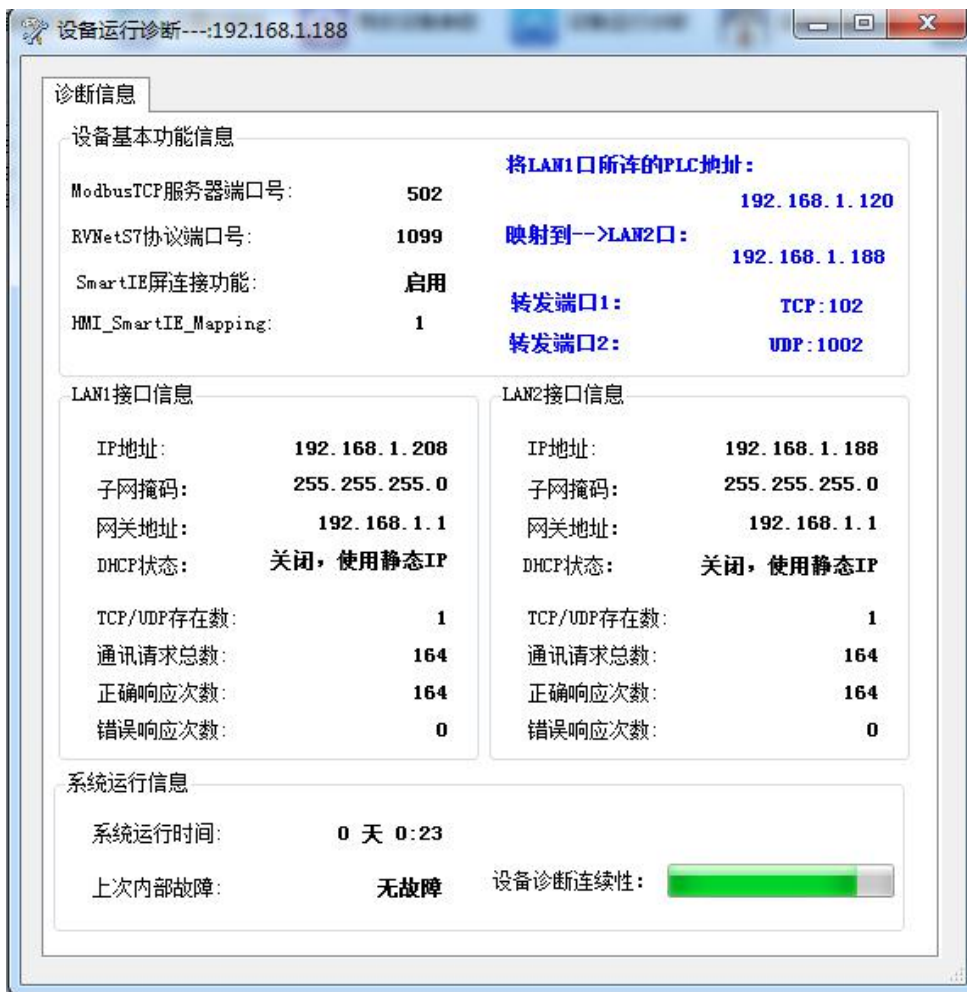 设备运行诊断---:192.168.1.188
诊断信息
设备基本功能信息
ModbusTCP服务器端口号: 502
RVNetS7协议端口号: 1099
SmartIE屏连接功能: 启用
HMI_SmartIE_Mapping: 1
将LAN1口所连的PLC地址:
192.168.1.120
映射到-->LAN2口:
192.168.1.188
转发端口1: TCP:102
转发端口2: UDP:1002
LAN1接口信息
IP地址: 192.168.1.208
子网掩码: 255.255.255.0
网关地址: 192.168.1.1
DHCP状态: 关闭，使用静态IP
TCP/UDP存在数: 1
通讯请求总数: 164
正确响应次数: 164
错误响应次数: 0
LAN2接口信息
IP地址: 192.168.1.188
子网掩码: 255.255.255.0
网关地址: 192.168.1.1
DHCP状态: 关闭，使用静态IP
TCP/UDP存在数: 1
通讯请求总数: 164
正确响应次数: 164
错误响应次数: 0
系统运行信息
系统运行时间: 0 天 0:23
上次内部故障: 无故障
设备诊断连续性: